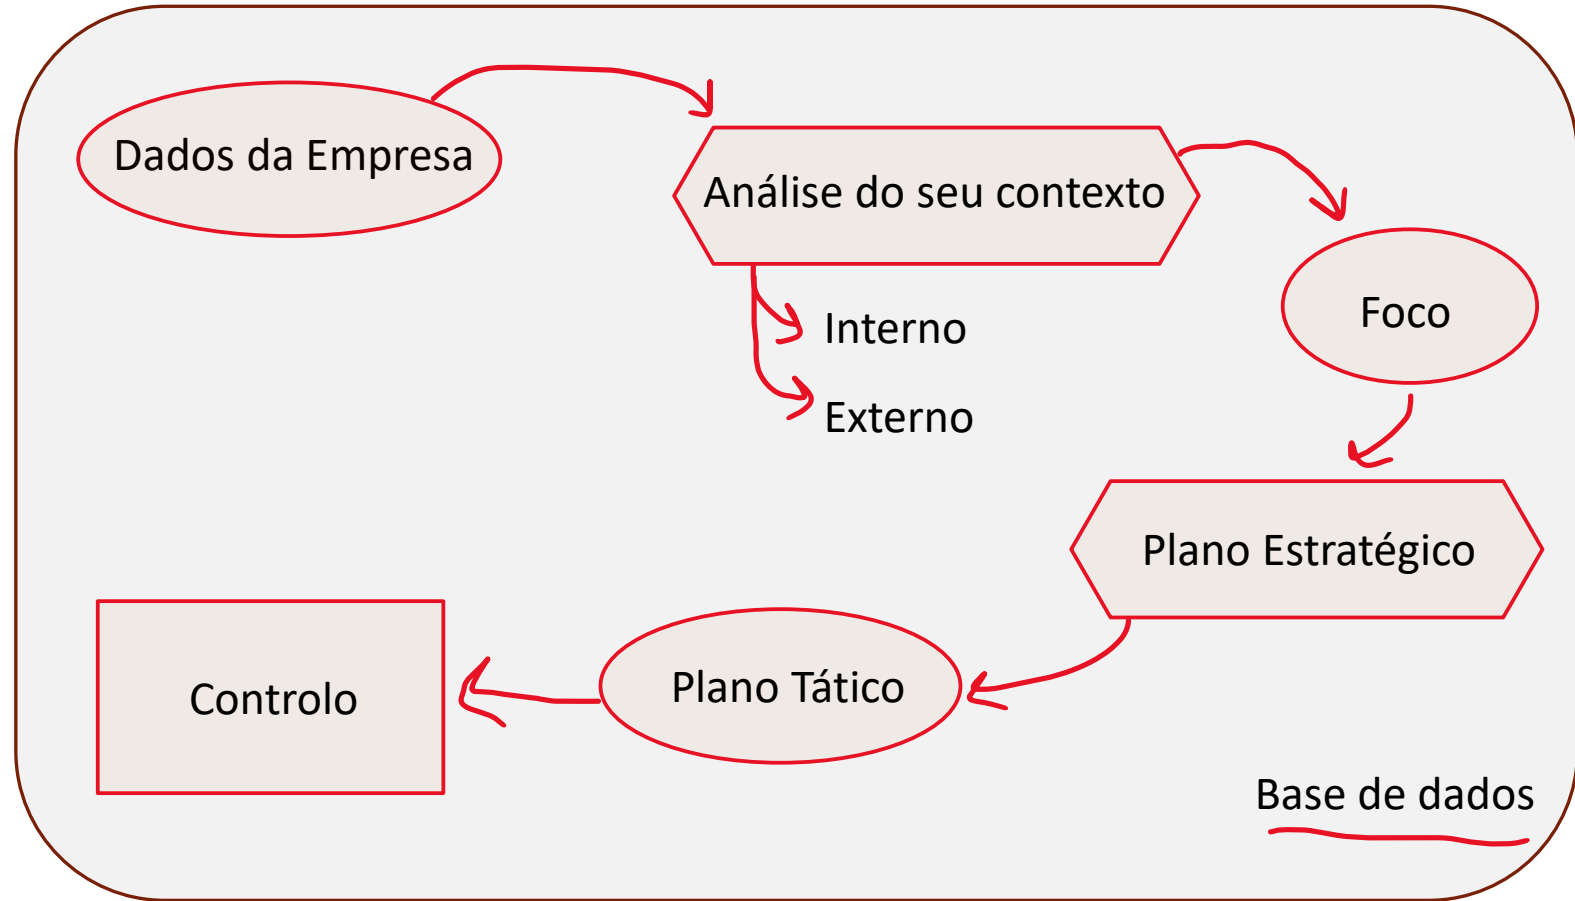 Dados da Empresa
Análise do seu contexto
Interno
Externo
Foco
Plano Estratégico
Plano Tático
Controlo
Base de dados